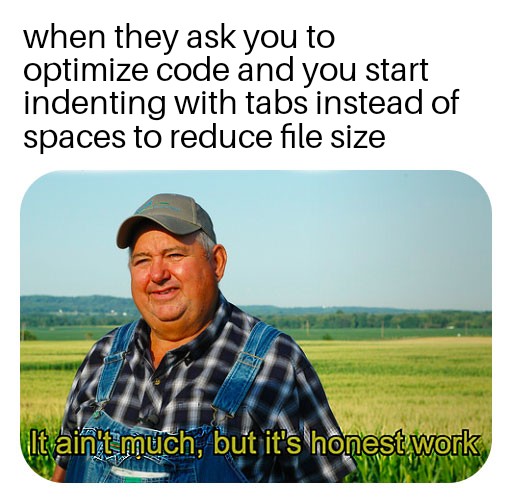 when they ask you to
optimize code and you start
indenting with tabs instead of
spaces to reduce file size
It ain't much, but it's honest work